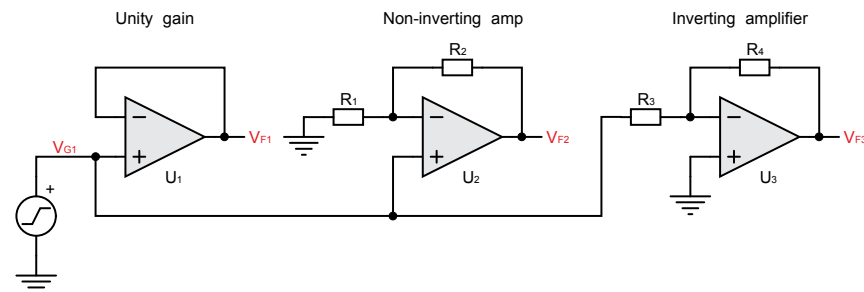 Unity gain
Non-inverting amp
Inverting amplifier
R2
R4
R1
R3
VG1
VF1
VF2
VF3
U1
U2
U3